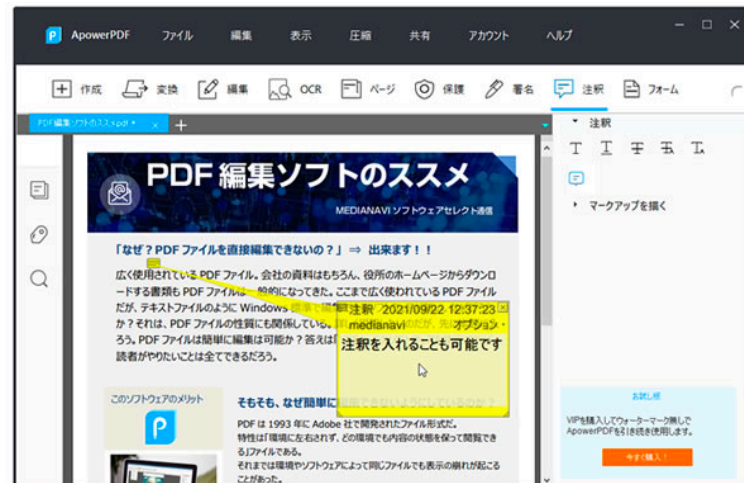 ApowerPDF ファイル 編集 表示 圧縮 共有 アカウント ヘルプ
作成 変換 編集 OCR ページ 保護 署名 注釈 フォーム
PDF編集ソフトのススメ.pdf *
注釈
マークアップを描く
PDF 編集ソフトのススメ
MEDIANAVI ソフトウェアセレクト通信
「なぜ？PDF ファイルを直接編集できないの？」 ⇒ 出来ます！！
広く使用されている PDF ファイル。会社の資料はもちろん、役所のホームページからダウンロ
ードする書類も PDF ファイルは一般的になってきた。ここまで広く使われている PDF ファイル
だが、テキストファイルのように Windows 標準で編集
か？それは、PDF ファイルの性質にも関係している。
ろう。PDF ファイルは簡単に編集は可能か？答えは「
読者がやりたいことは全てできるだろう。
注釈 2021/09/22 12:37:23
medianavi オプション
注釈を入れることも可能です
このソフトウェアのメリット
そもそも、なぜ簡単に編集できないようにしているのか？
PDF は 1993 年に Adobe 社で開発されたファイル形式だ。
特性は「環境に左右されず、どの環境でも内容の状態を保って閲覧でき
る」ファイルである。
それまでは環境やソフトウェアによって同じファイルでも表示の崩れが起こる
ことがあった。
お試し版
VIPを購入してウォーターマーク無しで
ApowerPDFを引き続き使用します。
今すぐ購入！